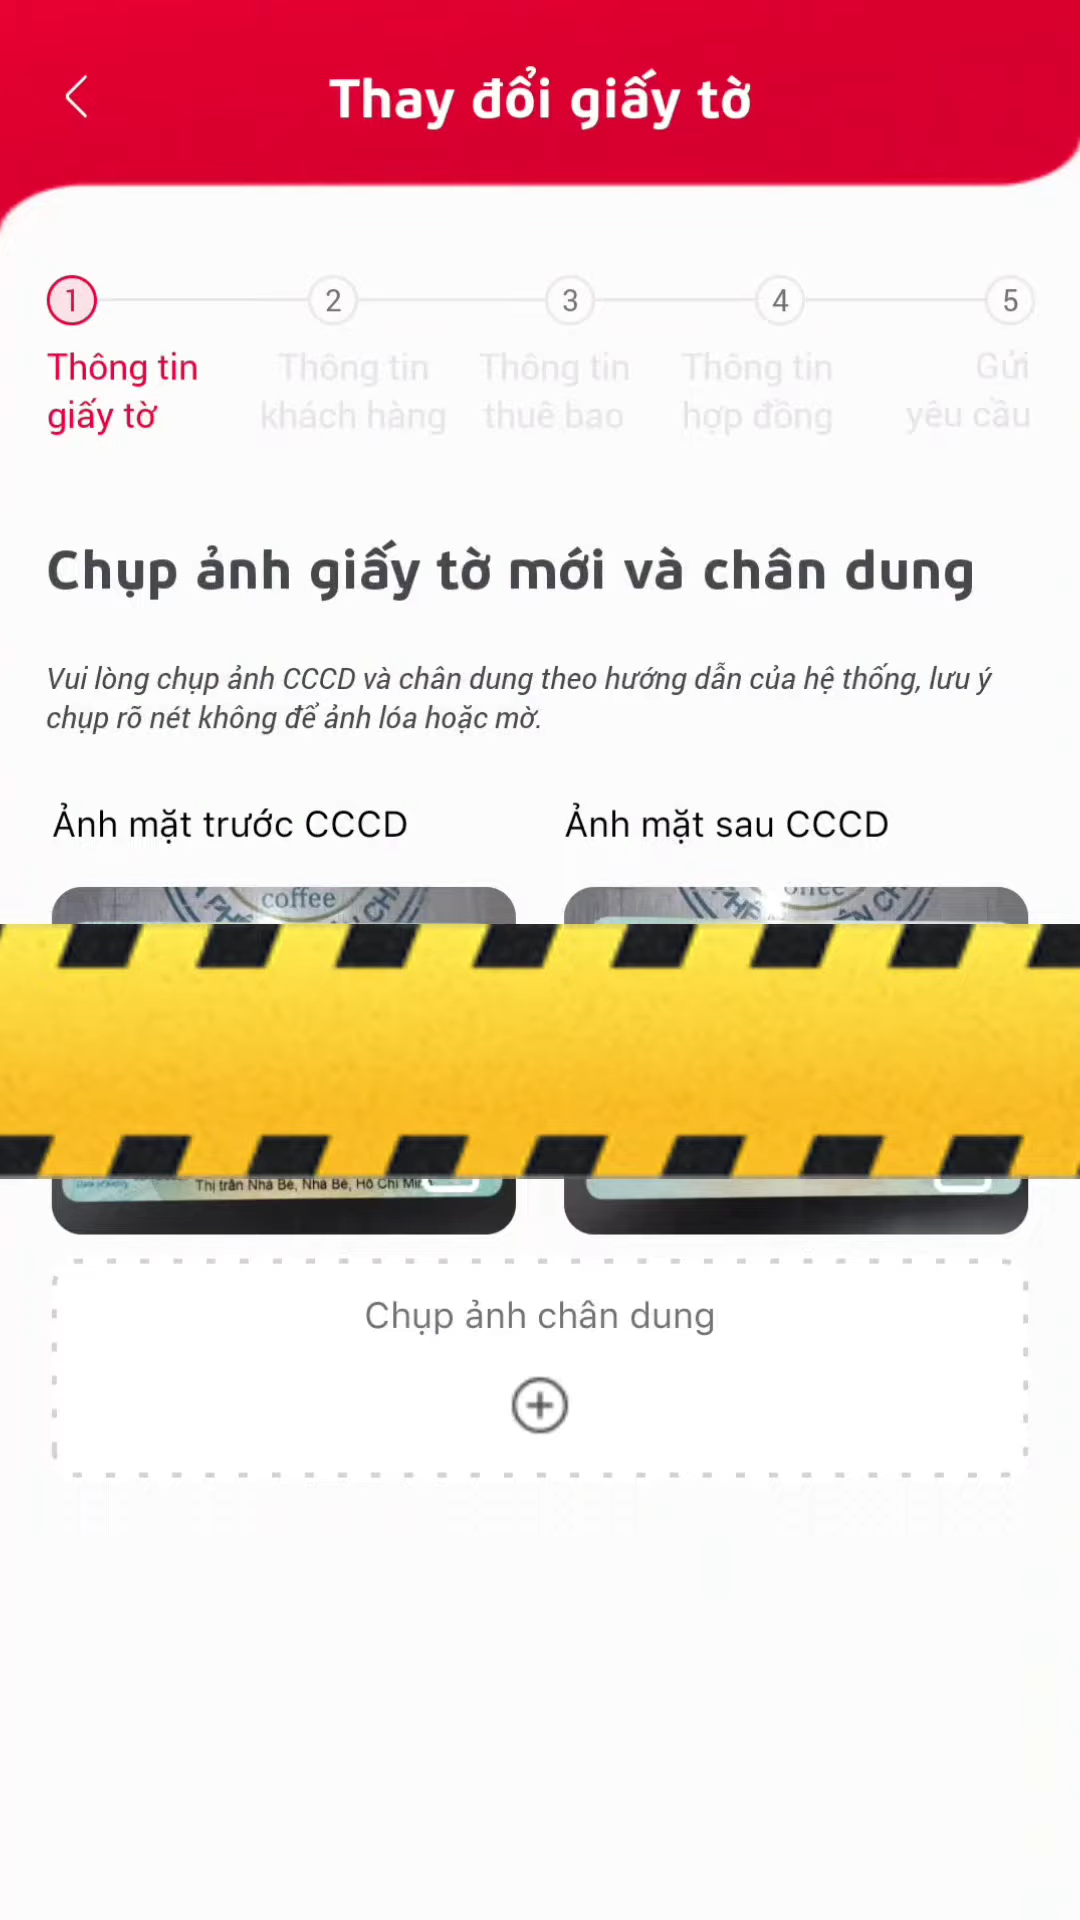 Thay đổi giấy tờ
1 2 3 4 5
Thông tin giấy tờ
Thông tin khách hàng
Thông tin thuê bao
Thông tin hợp đồng
Gửi yêu cầu
Chụp ảnh giấy tờ mới và chân dung
Vui lòng chụp ảnh CCCD và chân dung theo hướng dẫn của hệ thống, lưu ý
chụp rõ nét không để ảnh lóa hoặc mờ.
Ảnh mặt trước CCCD
Ảnh mặt sau CCCD
coffee
Thị trấn Nhà Bè, Nhà Bè, Hồ Chí Minh
Chụp ảnh chân dung